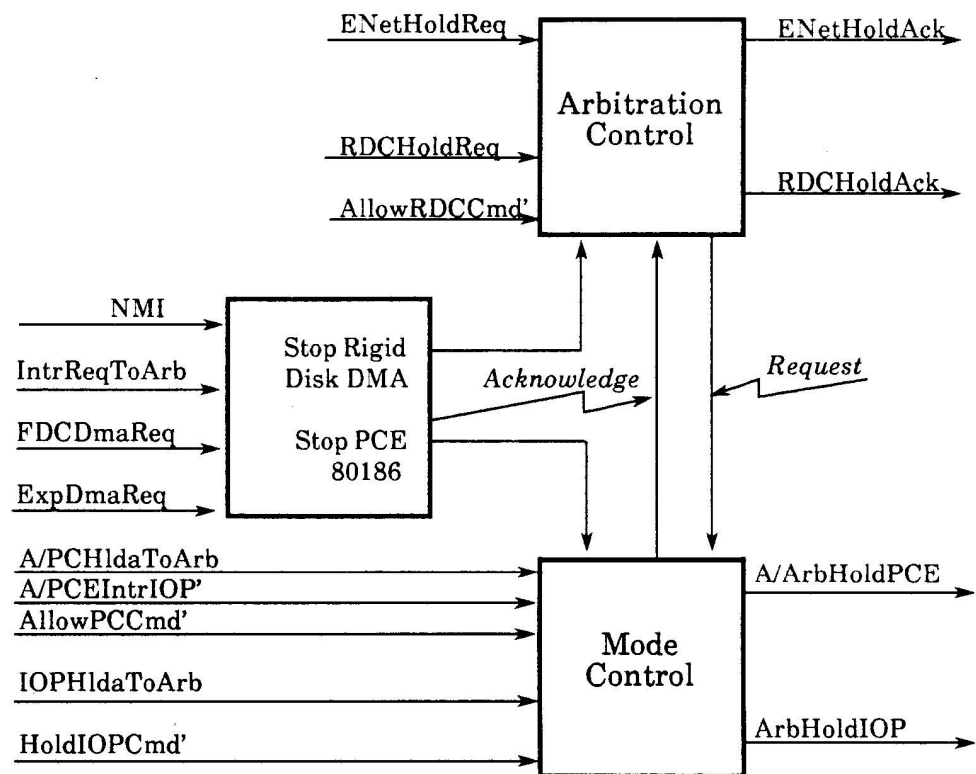 ENetHoldReq
ENetHoldAck
Arbitration
Control
RDCHoldReq
RDCHoldAck
AllowRDCCmd'
NMI
Stop Rigid
Disk DMA
IntrReqToArb
Acknowledge
Request
FDCDmaReq
Stop PCE
80186
ExpDmaReq
A/PCHldaToArb
A/ArbHoldPCE
A/PCEIntrIOP'
AllowPCCmd'
Mode
Control
IOPHldaToArb
ArbHoldIOP
HoldIOPCmd'